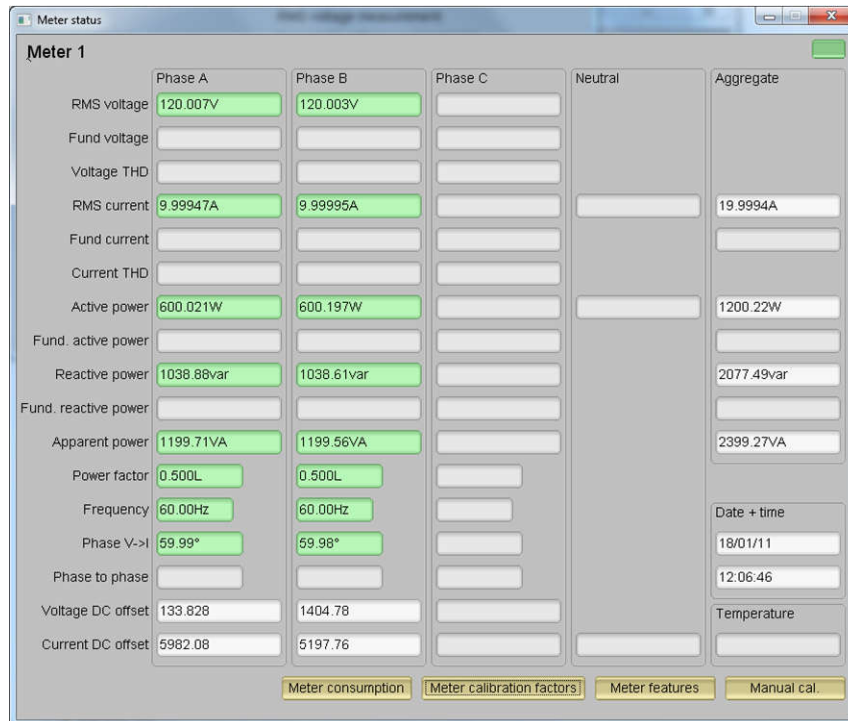 Meter status
RMS voltage measurement
Meter 1
Phase A Phase B Phase C Neutral Aggregate
RMS voltage 120.007V 120.003V
Fund voltage
Voltage THD
RMS current 9.99947A 9.99995A 19.9994A
Fund current
Current THD
Active power 600.021W 600.197W 1200.22W
Fund. active power
Reactive power 1038.88var 1038.61var 2077.49var
Fund. reactive power
Apparent power 1199.71VA 1199.56VA 2399.27VA
Power factor 0.500L 0.500L
Frequency 60.00Hz 60.00Hz Date + time
Phase V->I 59.99° 59.98° 18/01/11
Phase to phase 12:06:46
Voltage DC offset 133.828 1404.78 Temperature
Current DC offset 5982.08 5197.76
Meter consumption Meter calibration factors Meter features Manual cal.